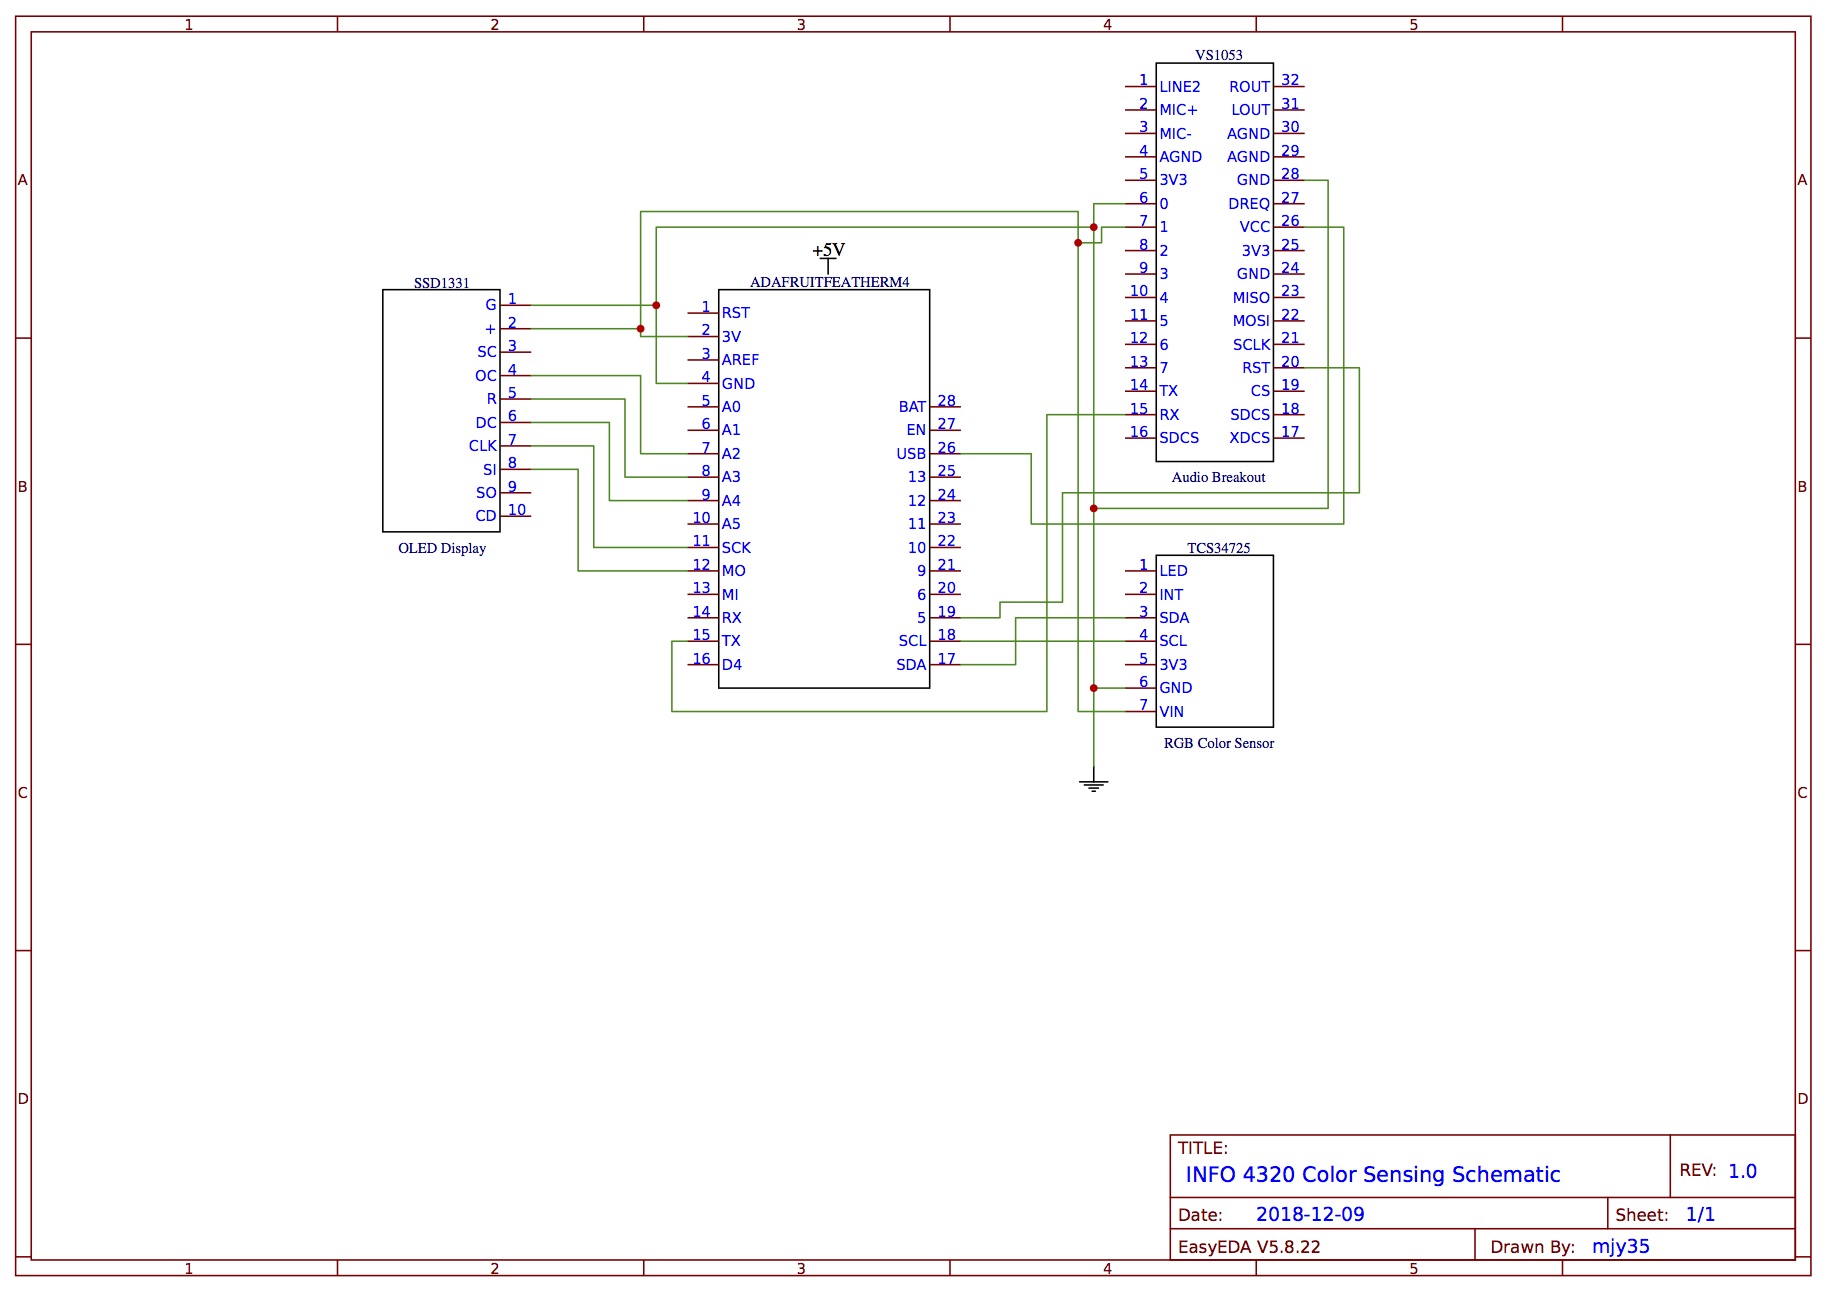 1 2 3 4 5
A A
B B
C C
D D
SSD1331
G 1
+ 2
SC 3
OC 4
R 5
DC 6
CLK 7
SI 8
SO 9
CD 10
OLED Display
+5V
ADAFRUITFEATHERM4
1 RST
2 3V
3 AREF
4 GND
5 A0
6 A1
7 A2
8 A3
9 A4
10 A5
11 SCK
12 MO
13 MI
14 RX
15 TX
16 D4
BAT 28
EN 27
USB 26
13 25
12 24
11 23
10 22
9 21
6 20
5 19
SCL 18
SDA 17
VS1053
1 LINE2 ROUT 32
2 MIC+ LOUT 31
3 MIC- AGND 30
4 AGND AGND 29
5 3V3 GND 28
6 0 DREQ 27
7 1 VCC 26
8 2 3V3 25
9 3 GND 24
10 4 MISO 23
11 5 MOSI 22
12 6 SCLK 21
13 7 RST 20
14 TX CS 19
15 RX SDCS 18
16 SDCS XDCS 17
Audio Breakout
TCS34725
1 LED
2 INT
3 SDA
4 SCL
5 3V3
6 GND
7 VIN
RGB Color Sensor
TITLE:
INFO 4320 Color Sensing Schematic
REV: 1.0
Date: 2018-12-09
Sheet: 1/1
EasyEDA V5.8.22
Drawn By: mjy35
1 2 3 4 5